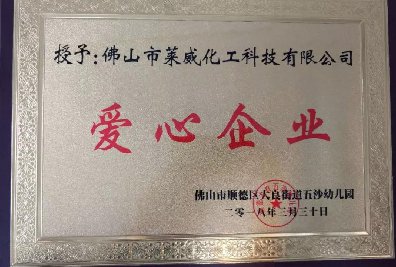 授予：佛山市莱威化工科技有限公司
爱心企业
佛山市顺德区大良街道五沙幼儿园
二零一八年三月三十日